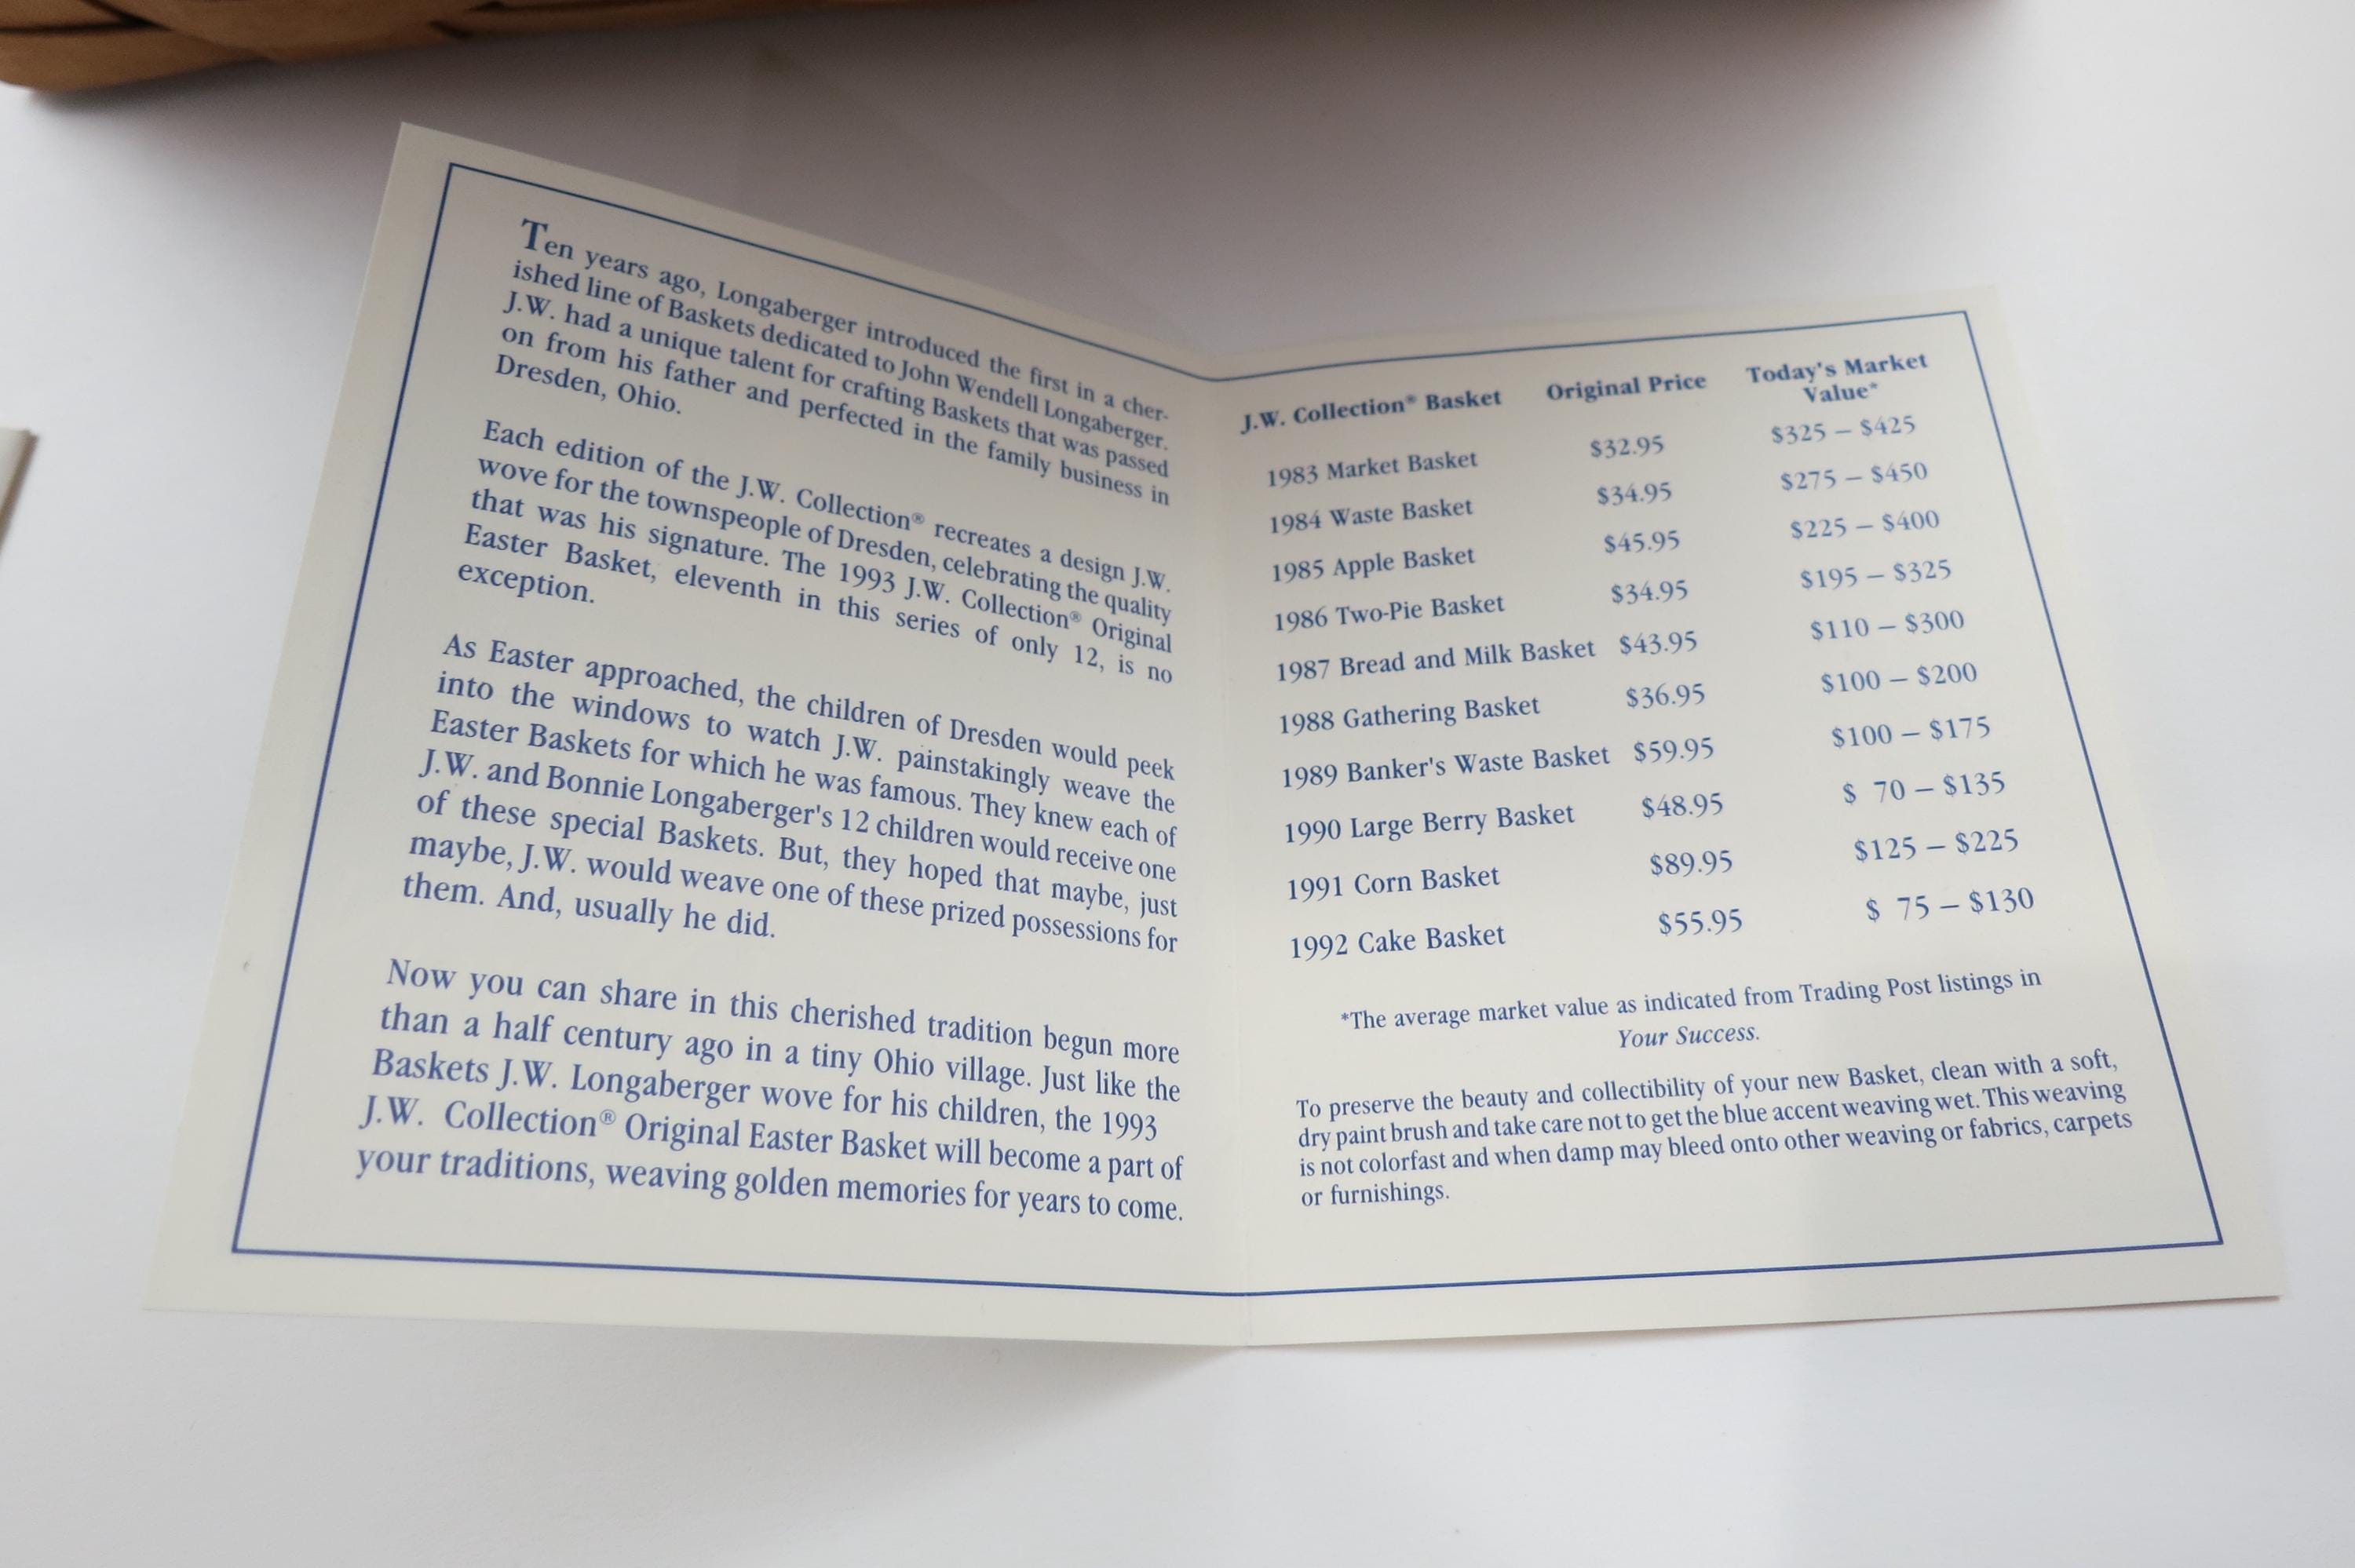 Ten years ago, Longaberger introduced the first in a cher-
ished line of Baskets dedicated to John Wendell Longaberger.
J.W. had a unique talent for crafting Baskets that was passed
on from his father and perfected in the family business in
Dresden, Ohio.
Each edition of the J.W. Collection® recreates a design J.W.
wove for the townspeople of Dresden, celebrating the quality
that was his signature. The 1993 J.W. Collection® Original
Easter Basket, eleventh in this series of only 12, is no
exception.
As Easter approached, the children of Dresden would peek
into the windows to watch J.W. painstakingly weave the
Easter Baskets for which he was famous. They knew each of
J.W. and Bonnie Longaberger's 12 children would receive one
of these special Baskets. But, they hoped that maybe, just
maybe, J.W. would weave one of these prized possessions for
them. And, usually he did.
Now you can share in this cherished tradition begun more
than a half century ago in a tiny Ohio village. Just like the
Baskets J.W. Longaberger wove for his children, the 1993
J.W. Collection® Original Easter Basket will become a part of
your traditions, weaving golden memories for years to come.
J.W. Collection® Basket Original Price Today's Market
Value*
1983 Market Basket $32.95 $325 – $425
1984 Waste Basket $34.95 $275 – $450
1985 Apple Basket $45.95 $225 – $400
1986 Two-Pie Basket $34.95 $195 – $325
1987 Bread and Milk Basket $43.95 $110 – $300
1988 Gathering Basket $36.95 $100 – $200
1989 Banker's Waste Basket $59.95 $100 – $175
1990 Large Berry Basket $48.95 $ 70 – $135
1991 Corn Basket $89.95 $125 – $225
1992 Cake Basket $55.95 $ 75 – $130
*The average market value as indicated from Trading Post listings in
Your Success.
To preserve the beauty and collectibility of your new Basket, clean with a soft,
dry paint brush and take care not to get the blue accent weaving wet. This weaving
is not colorfast and when damp may bleed onto other weaving or fabrics, carpets
or furnishings.